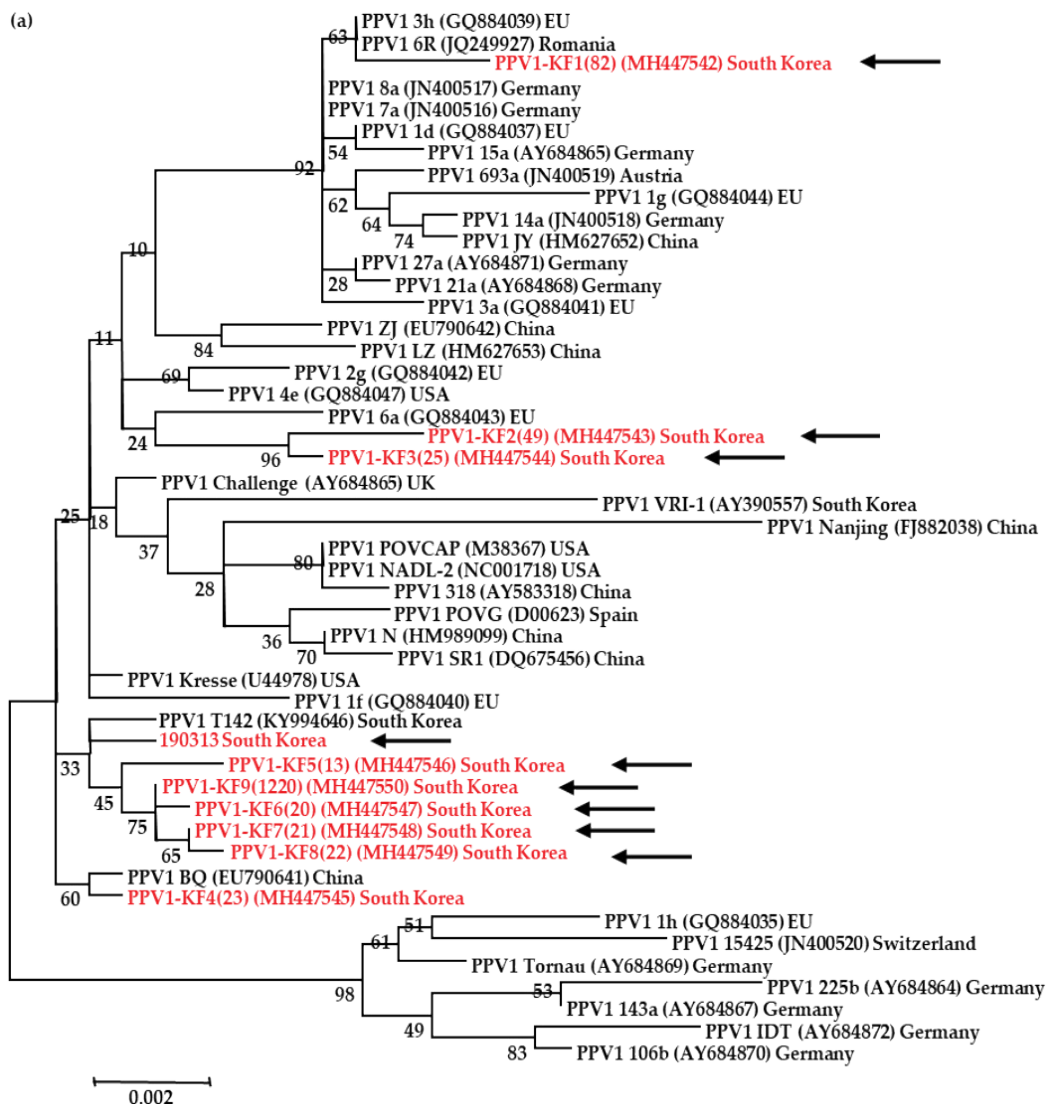 (a)
PPV1 3h (GQ884039) EU
63
PPV1 6R (JQ249927) Romania
PPV1-KF1(82) (MH447542) South Korea
PPV1 8a (JN400517) Germany
PPV1 7a (JN400516) Germany
PPV1 1d (GQ884037) EU
54
PPV1 15a (AY684865) Germany
92
PPV1 693a (JN400519) Austria
PPV1 1g (GQ884044) EU
62
PPV1 14a (JN400518) Germany
64
PPV1 JY (HM627652) China
74
10
PPV1 27a (AY684871) Germany
28
PPV1 21a (AY684868) Germany
PPV1 3a (GQ884041) EU
PPV1 ZJ (EU790642) China
11
84
PPV1 LZ (HM627653) China
PPV1 2g (GQ884042) EU
69
PPV1 4e (GQ884047) USA
PPV1 6a (GQ884043) EU
PPV1-KF2(49) (MH447543) South Korea
24
PPV1-KF3(25) (MH447544) South Korea
96
PPV1 Challenge (AY684865) UK
PPV1 VRI-1 (AY390557) South Korea
25
18
PPV1 Nanjing (FJ882038) China
37
PPV1 POVCAP (M38367) USA
80
PPV1 NADL-2 (NC001718) USA
28
PPV1 318 (AY583318) China
PPV1 POVG (D00623) Spain
PPV1 N (HM989099) China
36
PPV1 SR1 (DQ675456) China
70
PPV1 Kresse (U44978) USA
PPV1 1f (GQ884040) EU
PPV1 T142 (KY994646) South Korea
190313 South Korea
33
PPV1-KF5(13) (MH447546) South Korea
PPV1-KF9(1220) (MH447550) South Korea
45
PPV1-KF6(20) (MH447547) South Korea
75
PPV1-KF7(21) (MH447548) South Korea
65
PPV1-KF8(22) (MH447549) South Korea
PPV1 BQ (EU790641) China
60
PPV1-KF4(23) (MH447545) South Korea
PPV1 1h (GQ884035) EU
51
PPV1 15425 (JN400520) Switzerland
61
PPV1 Tornau (AY684869) Germany
98
PPV1 225b (AY684864) Germany
53
PPV1 143a (AY684867) Germany
49
PPV1 IDT (AY684872) Germany
83
PPV1 106b (AY684870) Germany
0.002